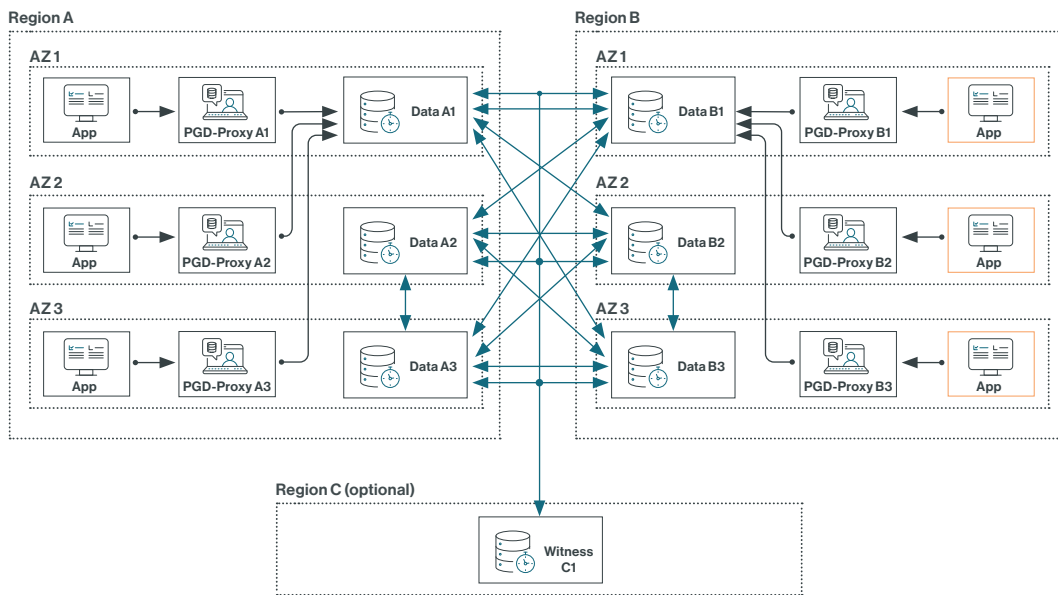 Region A
Region B
AZ 1
App
PGD-Proxy A1
Data A1
AZ 1
Data B1
PGD-Proxy B1
App
AZ 2
App
PGD-Proxy A2
Data A2
AZ 2
Data B2
PGD-Proxy B2
App
AZ 3
App
PGD-Proxy A3
Data A3
AZ 3
Data B3
PGD-Proxy B3
App
Region C (optional)
Witness
C1